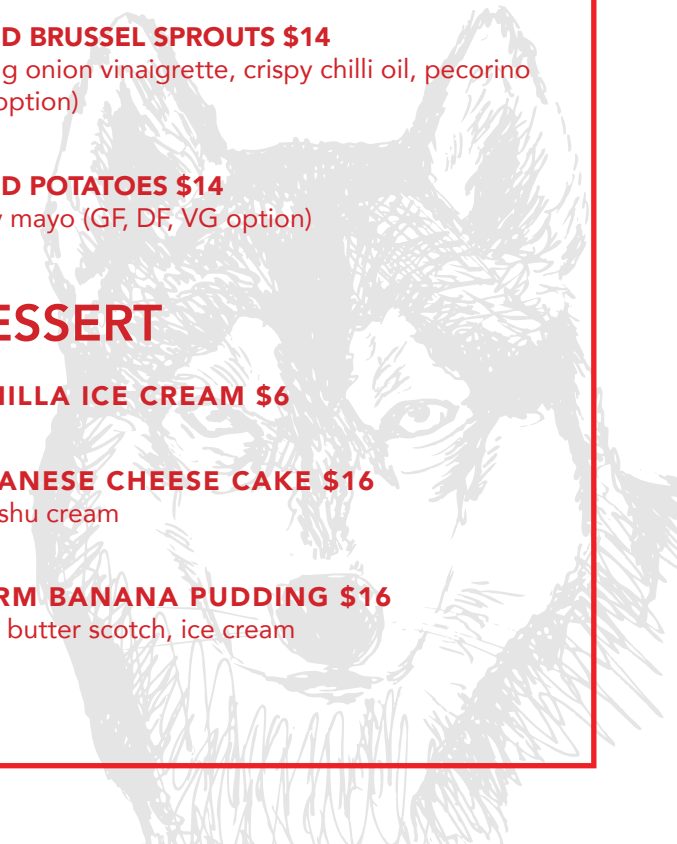 D BRUSSEL SPROUTS $14
g onion vinaigrette, crispy chilli oil, pecorino
option)
D POTATOES $14
mayo (GF, DF, VG option)
ESSERT
ILLA ICE CREAM $6
ANESE CHEESE CAKE $16
shu cream
RM BANANA PUDDING $16
butter scotch, ice cream